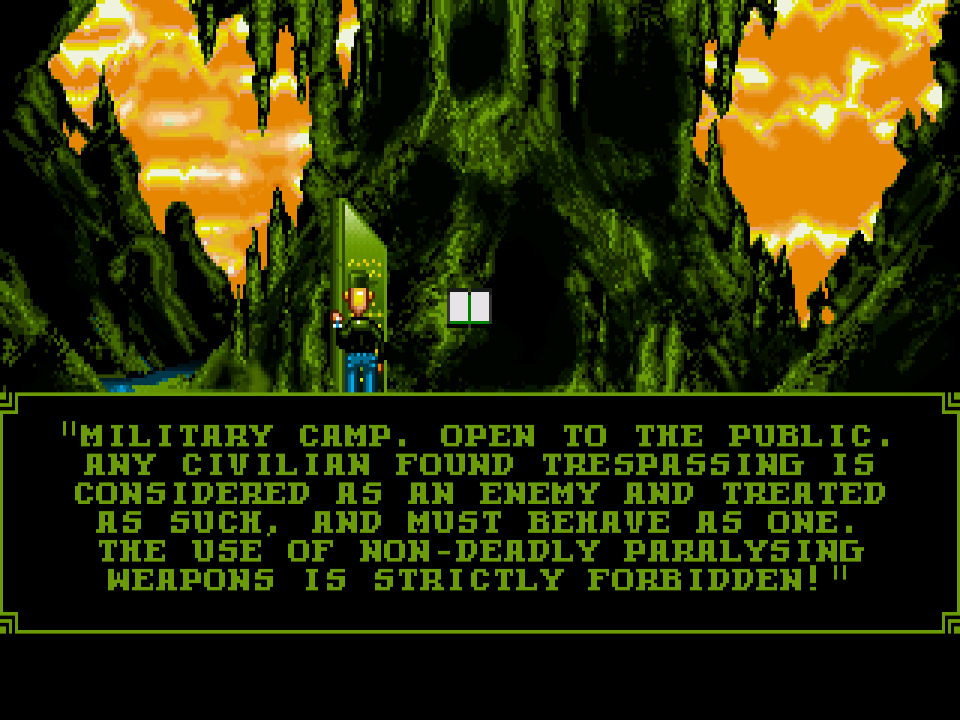 "MILITARY CAMP. OPEN TO THE PUBLIC.
ANY CIVILIAN FOUND TRESPASSING IS
CONSIDERED AS AN ENEMY AND TREATED
AS SUCH, AND MUST BEHAVE AS ONE.
THE USE OF NON-DEADLY PARALYSING
WEAPONS IS STRICTLY FORBIDDEN!"